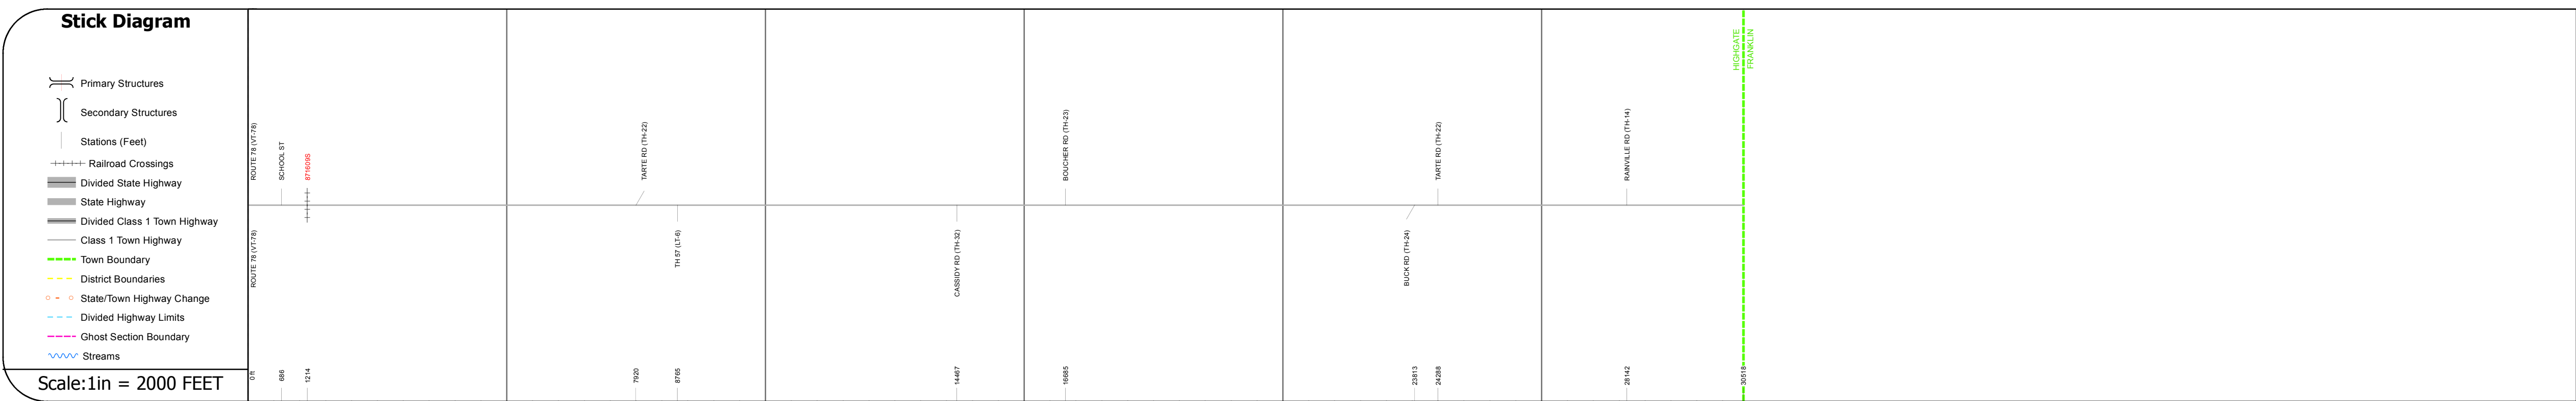 Stick Diagram
Primary Structures
Secondary Structures
Stations (Feet)
Railroad Crossings
Divided State Highway
State Highway
Divided Class 1 Town Highway
Class 1 Town Highway
Town Boundary
District Boundaries
State/Town Highway Change
Divided Highway Limits
Ghost Section Boundary
Streams
Scale:1in = 2000 FEET
ROUTE 78 (VT-78)
SCHOOL ST
871609S
TARTE RD (TH-22)
BOUCHER RD (TH-23)
TARTE RD (TH-22)
RAINVILLE RD (TH-14)
HIGHGATE
FRANKLIN
ROUTE 78 (VT-78)
TH 57 (LT-6)
CASSIDY RD (TH-32)
BUCK RD (TH-24)
0 ft
686
1214
7920
8765
14467
16685
23813
24288
28142
30518